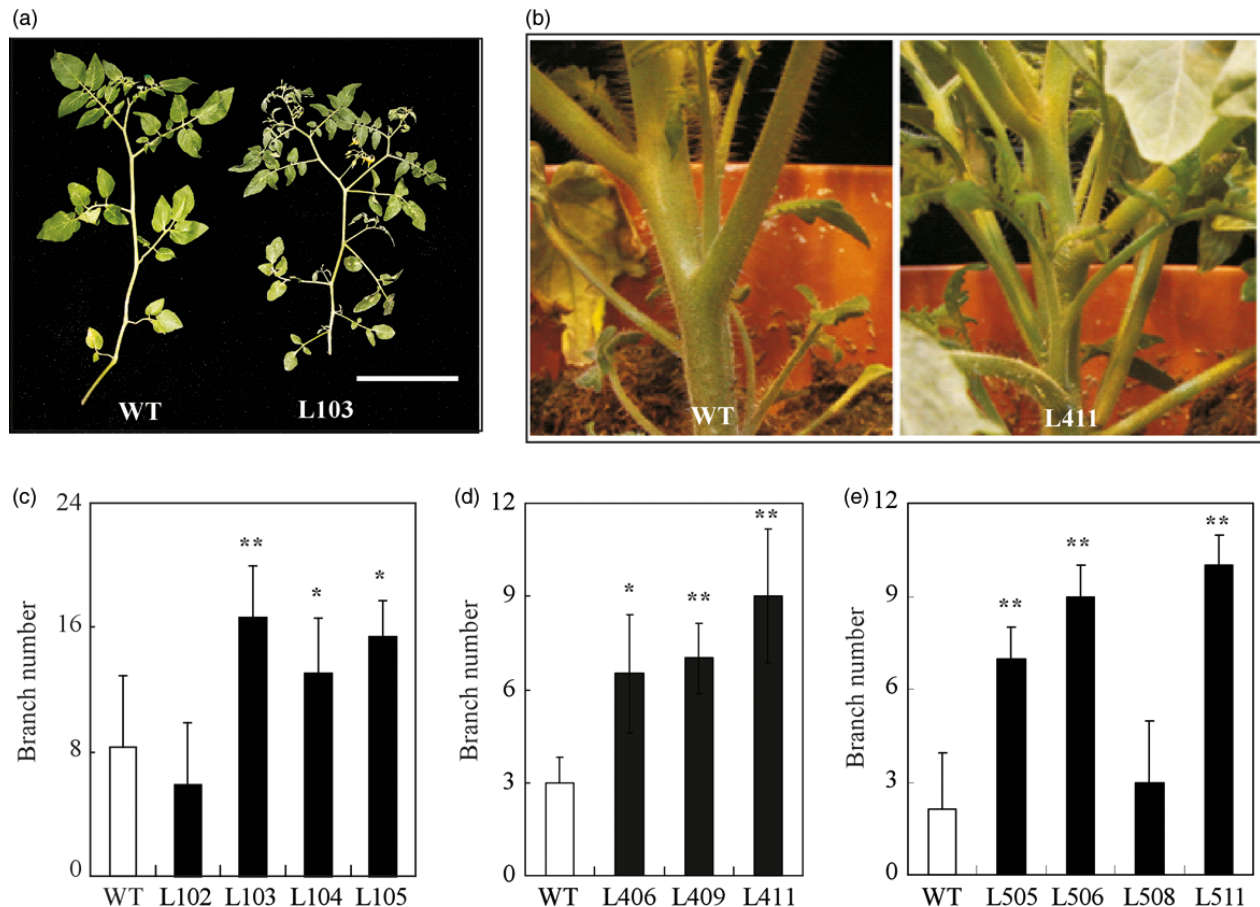 (a)
(b)
WT
L103
WT
L411
(c)
24
16
8
0
Branch number
**
*
*
WT
L102
L103
L104
L105
(d)
12
9
6
3
0
Branch number
*
**
**
WT
L406
L409
L411
(e)
12
9
6
3
0
Branch number
**
**
**
WT
L505
L506
L508
L511